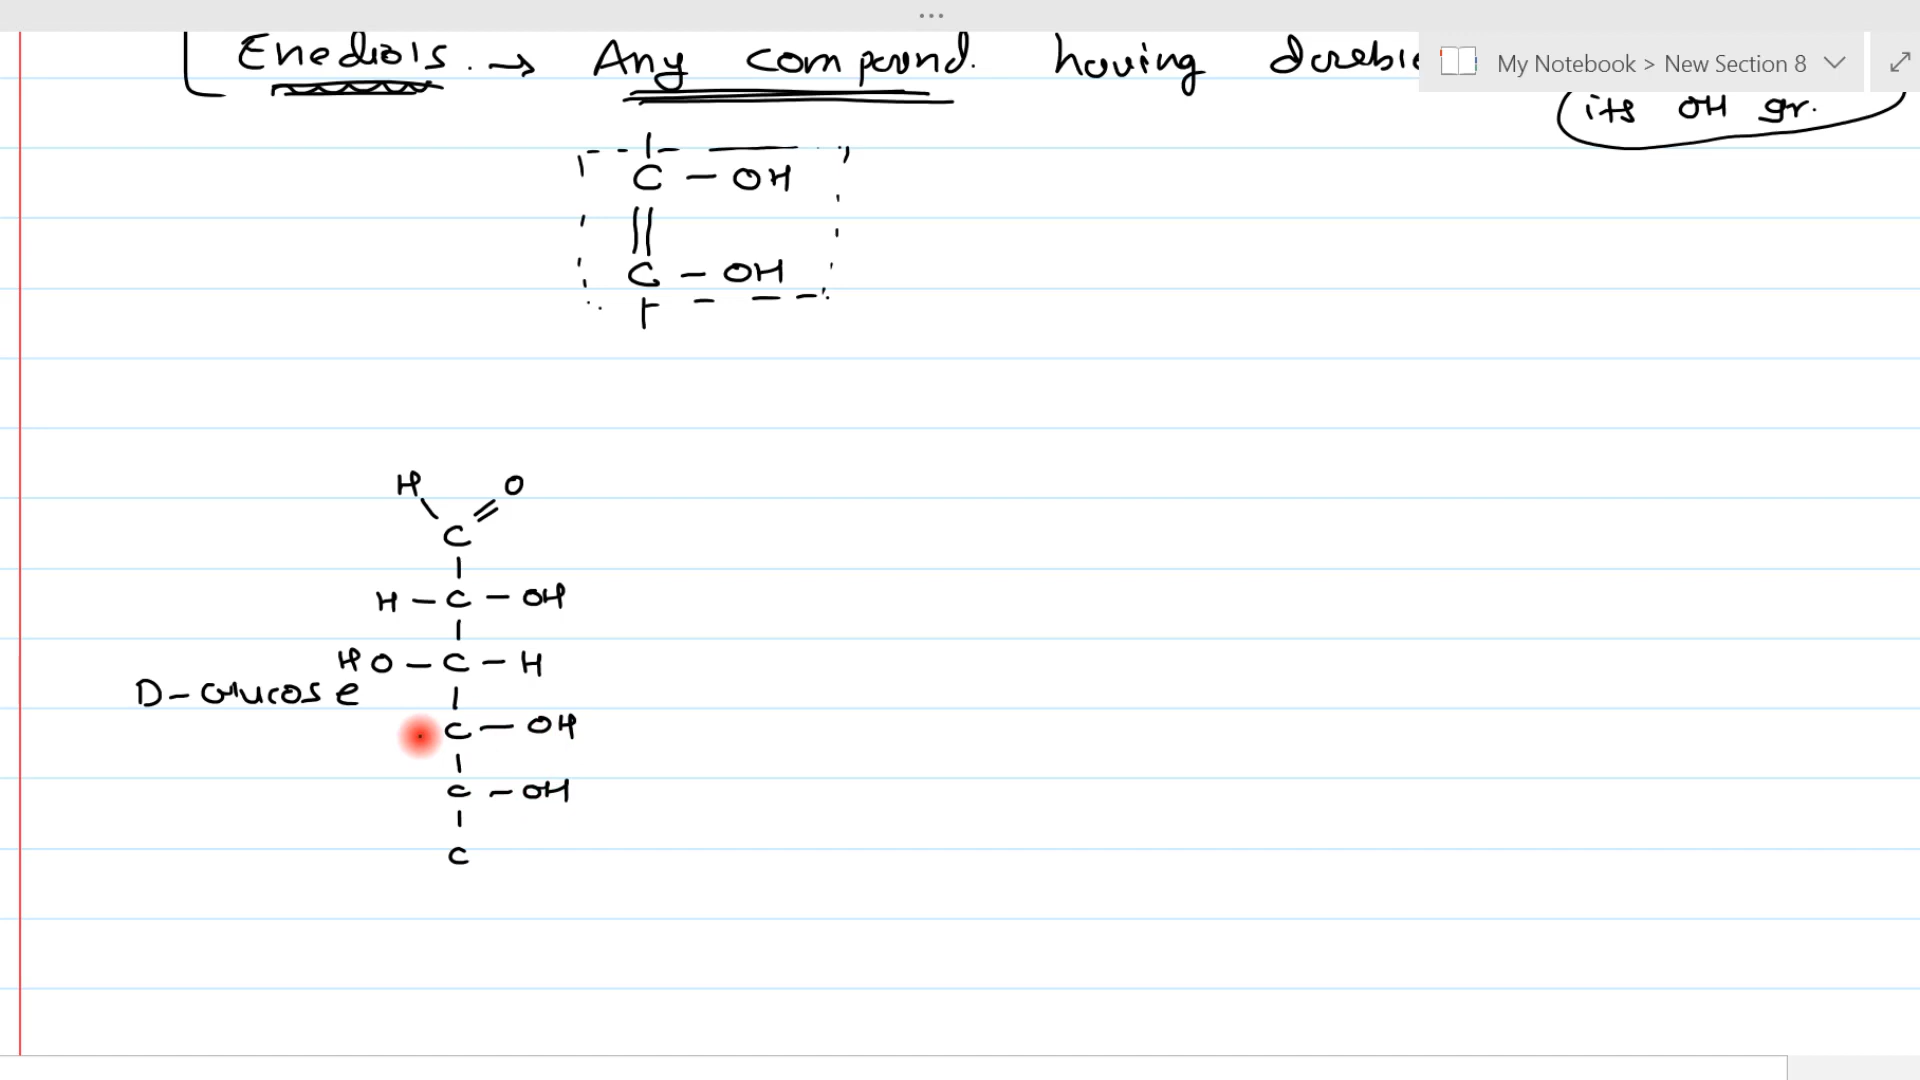 ...
Enediols. → Any compound. having
My Notebook > New Section 8
its OH gr.
C - OH
||
C - OH
H O
C
H - C - OH
HO - C - H
D-Glucose
C - OH
C - OH
C